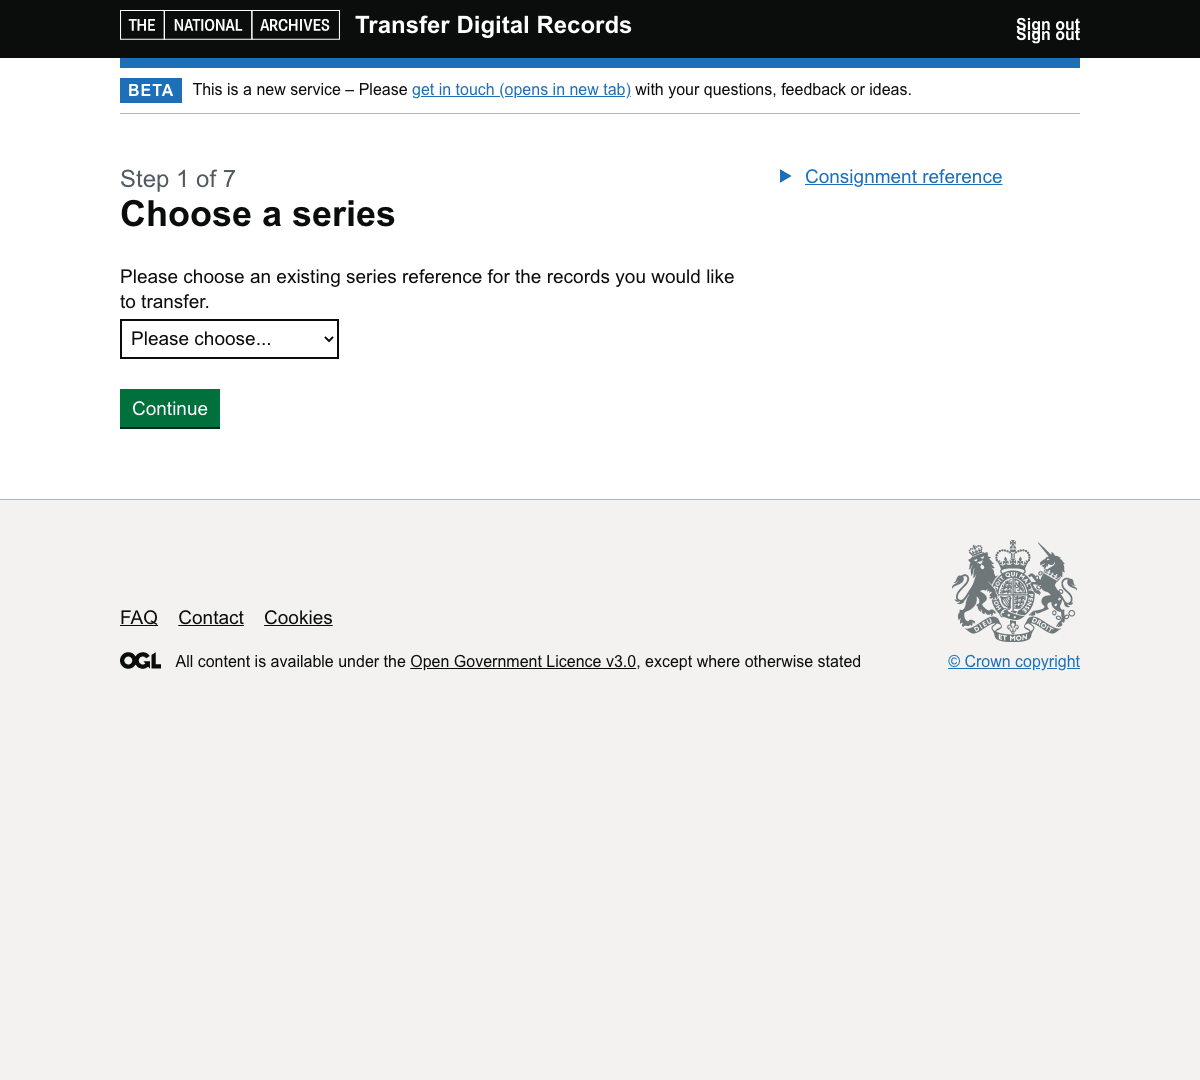 THE NATIONAL ARCHIVES Transfer Digital Records Sign out
Sign out
BETA This is a new service – Please get in touch (opens in new tab) with your questions, feedback or ideas.
Step 1 of 7
Choose a series
Consignment reference
Please choose an existing series reference for the records you would like
to transfer.
Please choose...
Continue
FAQ Contact Cookies
DIEU ET MON DROIT
OGL All content is available under the Open Government Licence v3.0, except where otherwise stated
© Crown copyright